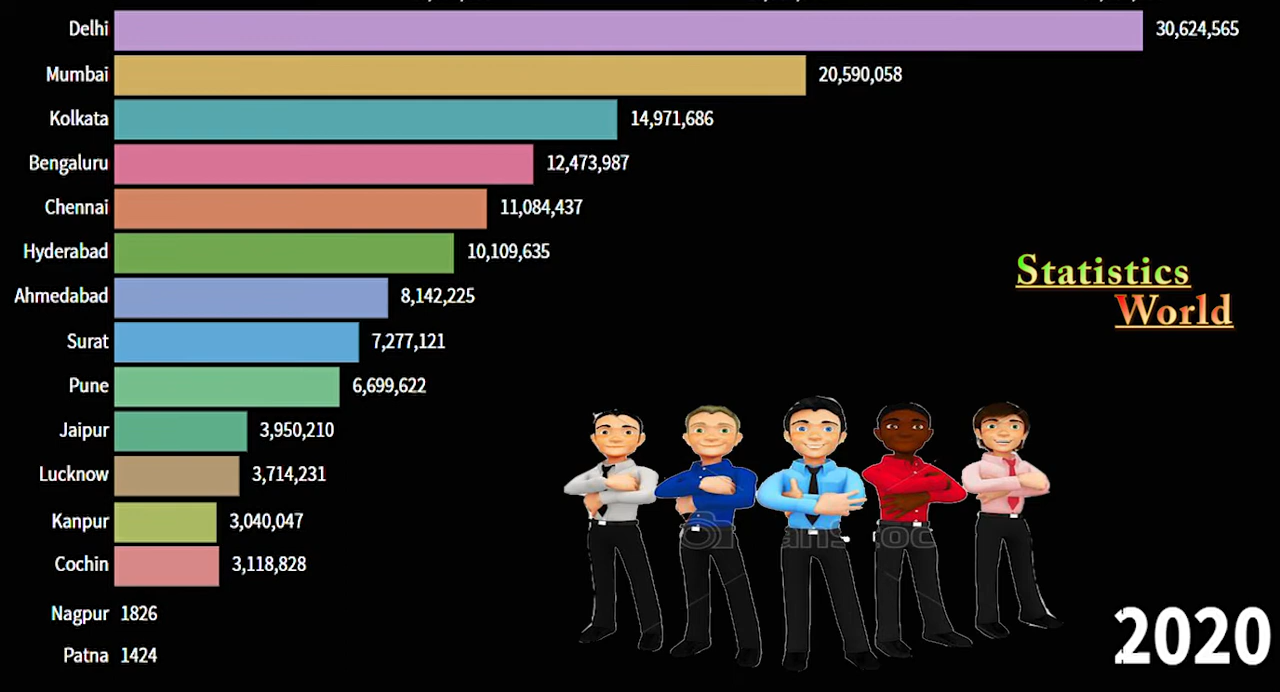 Delhi 30,624,565
Mumbai 20,590,058
Kolkata 14,971,686
Bengaluru 12,473,987
Chennai 11,084,437
Hyderabad 10,109,635
Ahmedabad 8,142,225
Surat 7,277,121
Pune 6,699,622
Jaipur 3,950,210
Lucknow 3,714,231
Kanpur 3,040,047
Cochin 3,118,828
Nagpur 1826
Patna 1424
Statistics
World
2020